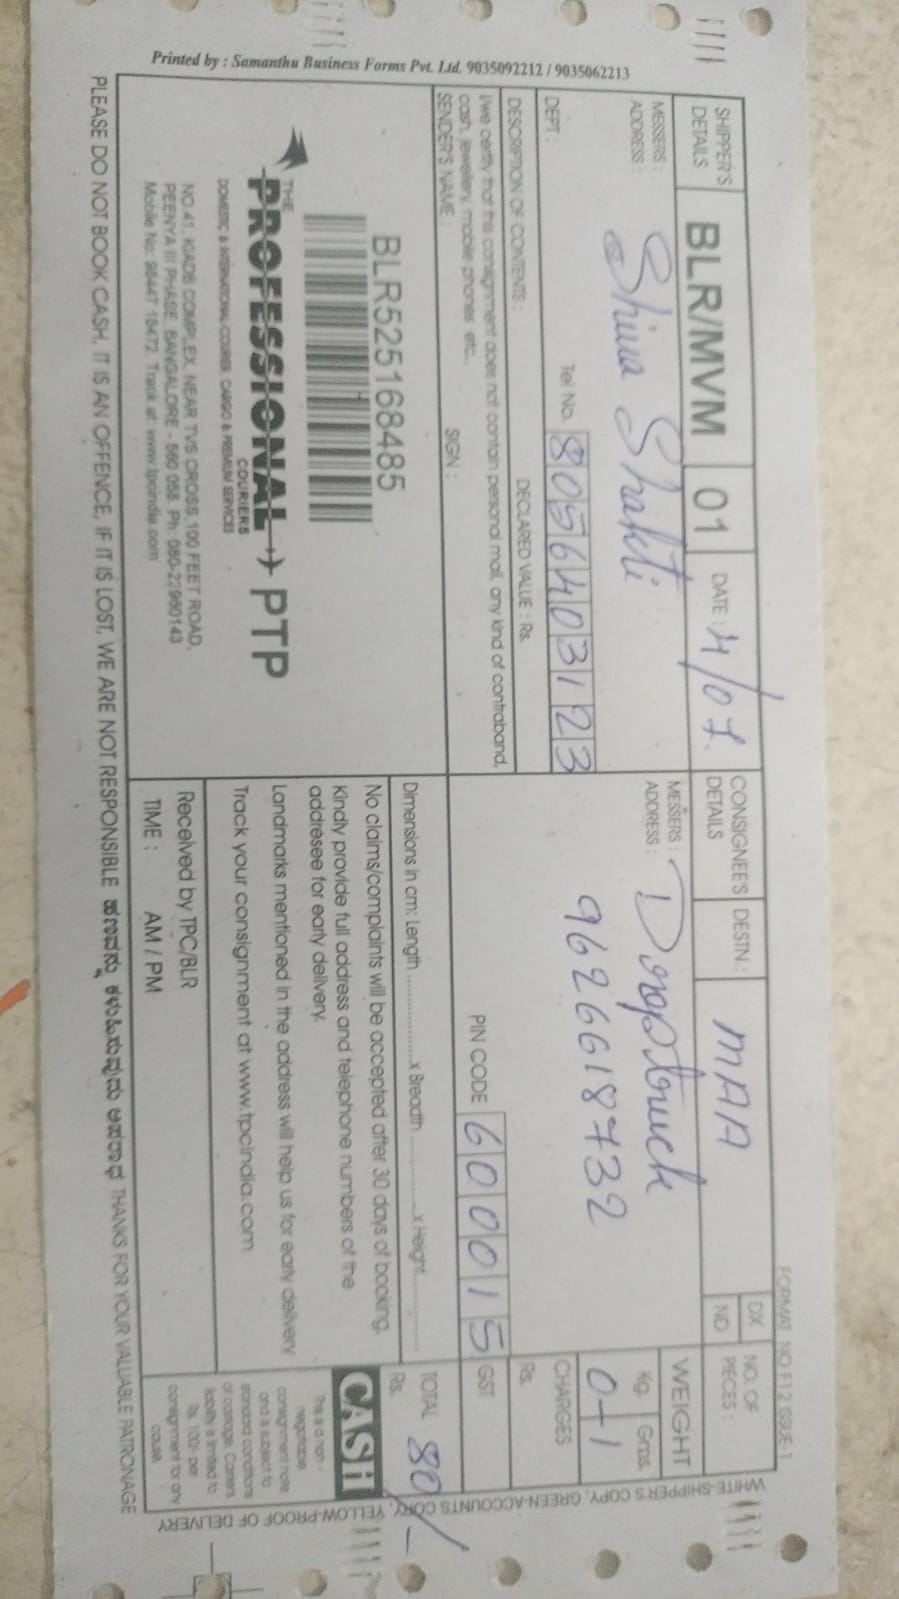 Printed by : Samantha Business Forms Pvt. Ltd. 9035092212 / 9035062213
FORMAT NO F12 ISSUE-1
SHIPPER'S DETAILS BLR/MVM 01 DATE : 4/07
MESSERS :
ADDRESS :
Shiva Shakti
DEPT : Tel No. 8056403123
DESCRIPTION OF CONTENTS : DECLARED VALUE : Rs.
I/we certify that this consignment does not contain personal mail, any kind of contraband,
cash, jewellery, mobile phones etc..
SENDER'S NAME : SIGN :
BLR525168485
THE
PROFESSIONAL PTP
COURIERS
DOMESTIC & INTERNATIONAL COURIER, CARGO & PREMIUM SERVICES
NO.41, KIADB COMPLEX, NEAR TVS CROSS, 100 FEET ROAD,
PEENYA III PHASE, BANGALORE - 560 058. Ph: 080-22960143
Mobile No: 98447 18472. Track at: www.tpcindia.com
CONSIGNEE'S DETAILS DESTN.: MAA
DX
ND
NO. OF PIECES :
MESSERS :
ADDRESS :
Droptruck
9626618732
PIN CODE 600015
WEIGHT
Kg. Gms.
0-1
CHARGES
Rs.
GST
TOTAL 80/-
Rs.
Dimensions in cm: Length ..................x Breadth ..................x Height..................
No claims/complaints will be accepted after 30 days of booking.
Kindly provide full address and telephone numbers of the
addresee for early delivery.
Landmarks mentioned in the address will help us for early delivery
Track your consignment at www.tpcindia.com
Received by TPC/BLR
TIME : AM / PM
CASH
This is a non -
negotiable
consignment note
and is subject to
standard conditions
of carriage. Carriers
liability is limited to
Rs. 100/- per
consignment for any
cause
WHITE-SHIPPER'S COPY, GREEN-ACCOUNTS COPY, YELLOW-PROOF OF DELIVERY
PLEASE DO NOT BOOK CASH, IT IS AN OFFENCE, IF IT IS LOST, WE ARE NOT RESPONSIBLE ಹಣವನ್ನು ಕಳುಹಿಸುವುದು ಅಪರಾಧ THANKS FOR YOUR VALUABLE PATRONAGE